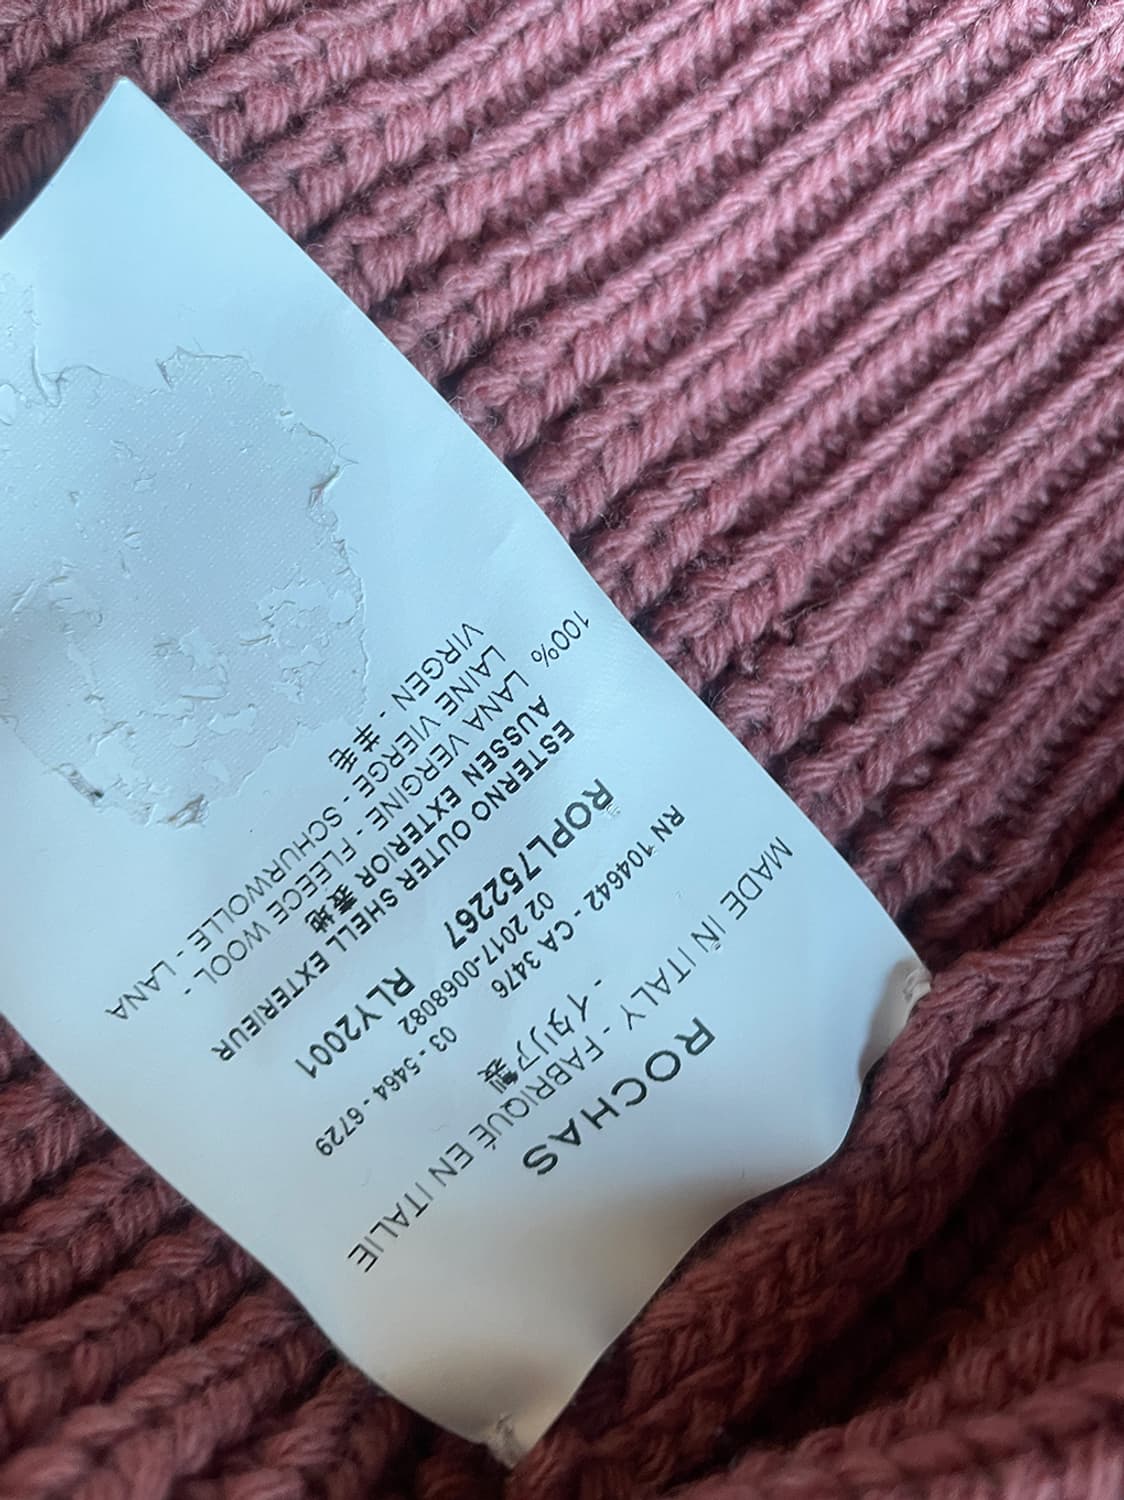 ROCHAS
MADE IN ITALY - FABRIQUÉ EN ITALIE
- イタリア製
RN 104642 - CA 3476
02 2017-0068082 03 - 5464 - 6729
ROPL752267 RLY2001
ESTERNO OUTER SHELL EXTERIEUR
AUSSEN EXTERIOR 表地
100% LANA VERGINE - FLEECE WOOL -
LAINE VIERGE - SCHURWOLLE - LANA
VIRGEN - 羊毛